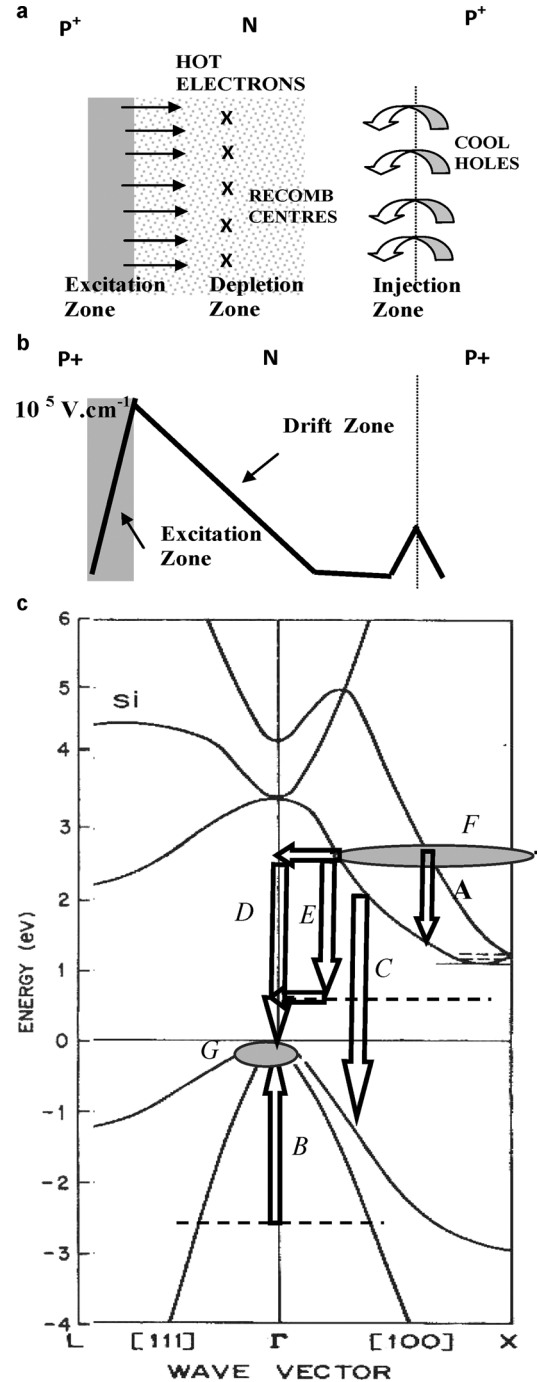 a
P+ N P+
HOT
ELECTRONS
X
X
COOL
HOLES
X
RECOMB
CENTRES
X
X
Excitation
Zone
Depletion
Zone
Injection
Zone
b
P+ N P+
10 5 V.cm-1
Drift Zone
Excitation
Zone
c
6
5
4
3
2
1
0
-1
-2
-3
-4
ENERGY (eV)
Si
F
A
D
E
C
G
B
L [111] Γ [100] X
WAVE VECTOR